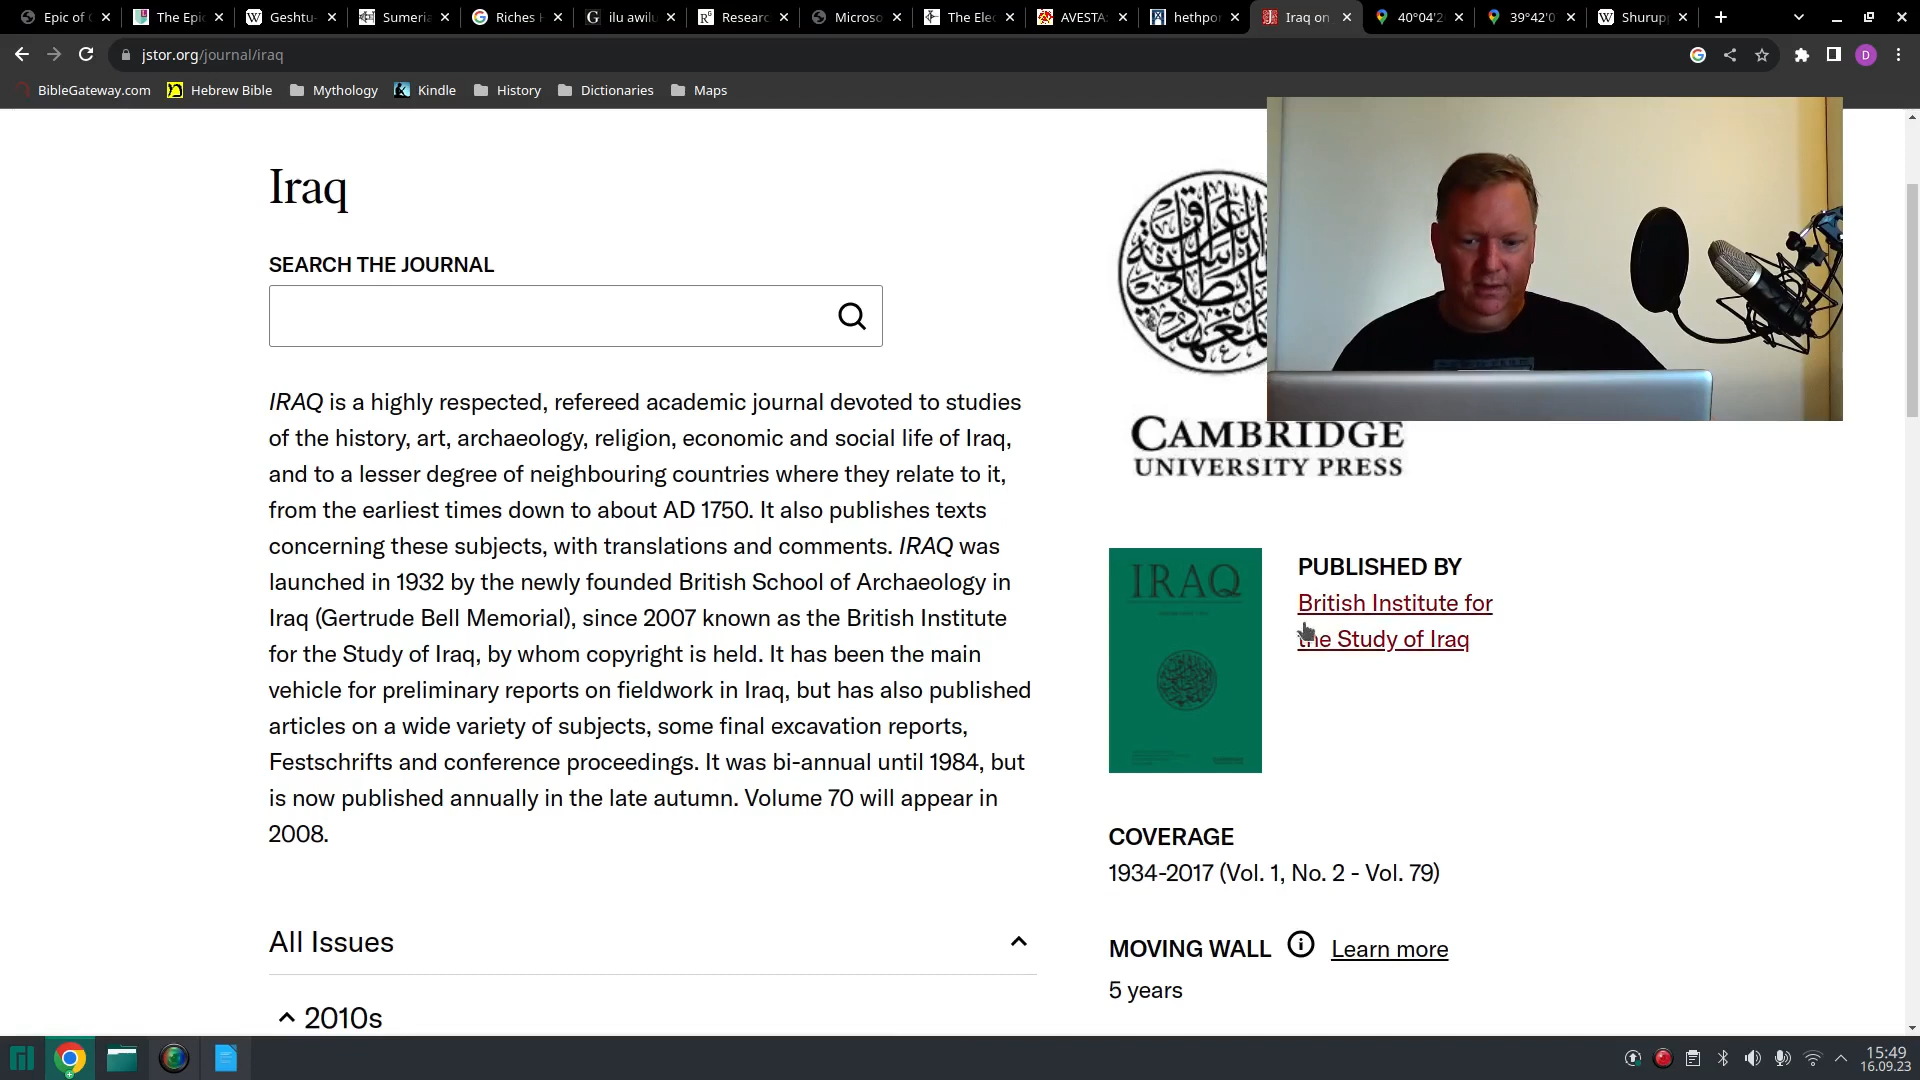 Epic of G
The Epic
Geshtu-
Sumeria
Riches
ilu awilu
Researc
Microso
The Ele
AVESTA:
hethpor
Iraq on
40°04'2
39°42'0
Shurup
jstor.org/journal/iraq
D
BibleGateway.com
Hebrew Bible
Mythology
Kindle
History
Dictionaries
Maps
Iraq
SEARCH THE JOURNAL
IRAQ is a highly respected, refereed academic journal devoted to studies
of the history, art, archaeology, religion, economic and social life of Iraq,
and to a lesser degree of neighbouring countries where they relate to it,
from the earliest times down to about AD 1750. It also publishes texts
concerning these subjects, with translations and comments. IRAQ was
launched in 1932 by the newly founded British School of Archaeology in
Iraq (Gertrude Bell Memorial), since 2007 known as the British Institute
for the Study of Iraq, by whom copyright is held. It has been the main
vehicle for preliminary reports on fieldwork in Iraq, but has also published
articles on a wide variety of subjects, some final excavation reports,
Festschrifts and conference proceedings. It was bi-annual until 1984, but
is now published annually in the late autumn. Volume 70 will appear in
2008.
All Issues
2010s
CAMBRIDGE
UNIVERSITY PRESS
IRAQ
PUBLISHED BY
British Institute for
the Study of Iraq
COVERAGE
1934-2017 (Vol. 1, No. 2 - Vol. 79)
MOVING WALL
Learn more
5 years
15:49
16.09.23